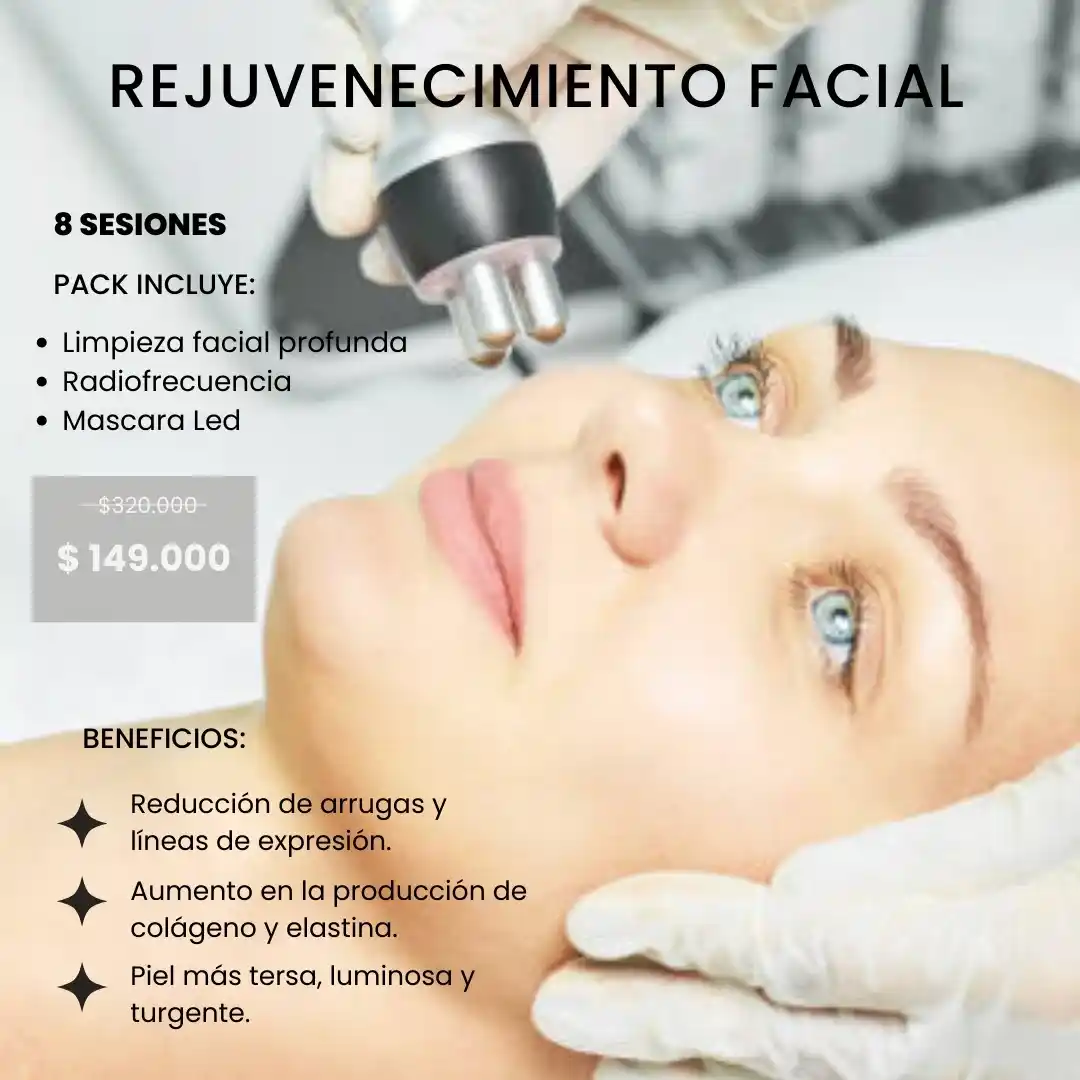 REJUVENECIMIENTO FACIAL
8 SESIONES
PACK INCLUYE:
• Limpieza facial profunda
• Radiofrecuencia
• Mascara Led
$320.000
$ 149.000
BENEFICIOS:
Reducción de arrugas y
líneas de expresión.
Aumento en la producción de
colágeno y elastina.
Piel más tersa, luminosa y
turgente.